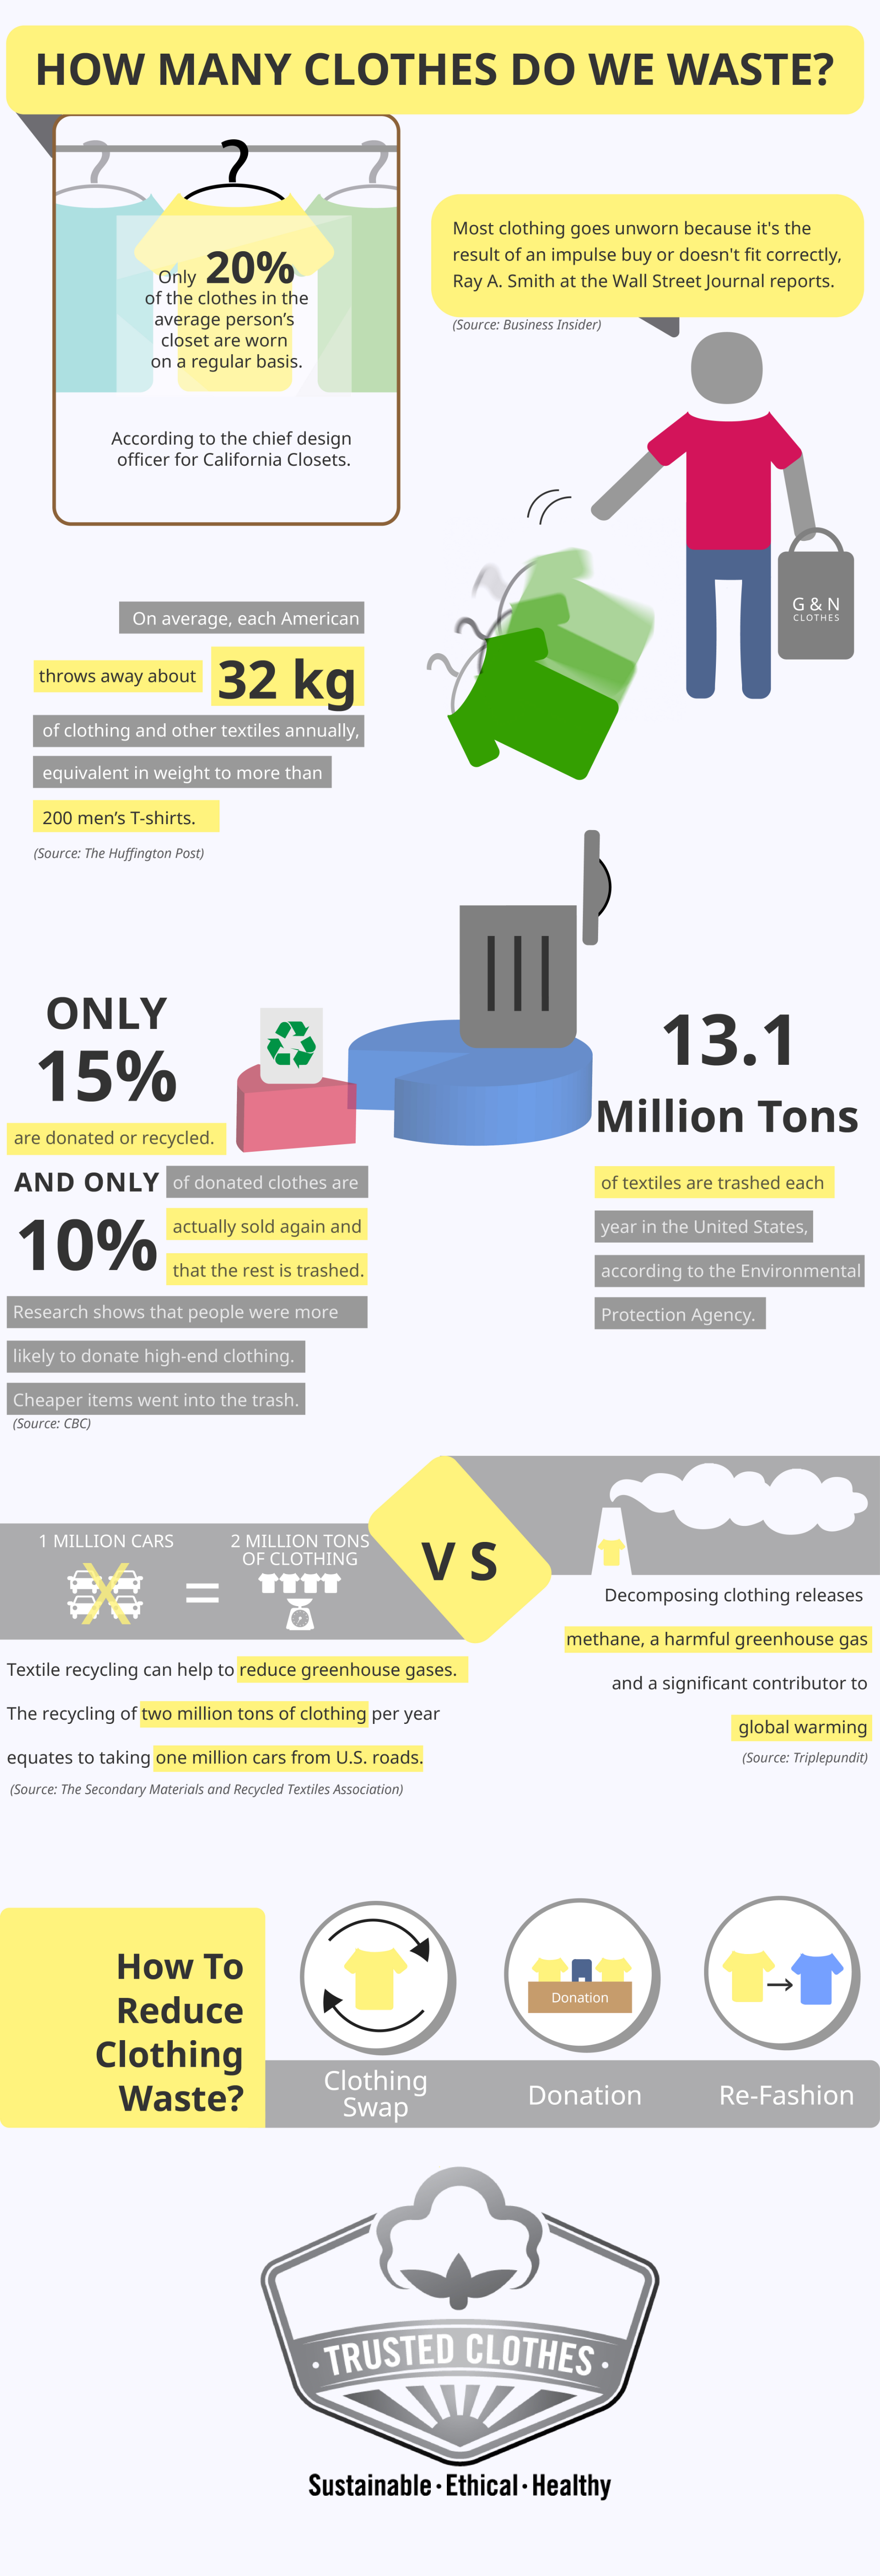 HOW MANY CLOTHES DO WE WASTE?
Only 20%
of the clothes in the
average person’s
closet are worn
on a regular basis.
According to the chief design
officer for California Closets.
Most clothing goes unworn because it's the
result of an impulse buy or doesn't fit correctly,
Ray A. Smith at the Wall Street Journal reports.
(Source: Business Insider)
G & N
CLOTHES
On average, each American
throws away about 32 kg
of clothing and other textiles annually,
equivalent in weight to more than
200 men’s T-shirts.
(Source: The Huffington Post)
ONLY
15%
are donated or recycled.
AND ONLY
10%
of donated clothes are
actually sold again and
that the rest is trashed.
Research shows that people were more
likely to donate high-end clothing.
Cheaper items went into the trash.
(Source: CBC)
13.1
Million Tons
of textiles are trashed each
year in the United States,
according to the Environmental
Protection Agency.
1 MILLION CARS
=
2 MILLION TONS
OF CLOTHING
VS
Textile recycling can help to reduce greenhouse gases.
The recycling of two million tons of clothing per year
equates to taking one million cars from U.S. roads.
(Source: The Secondary Materials and Recycled Textiles Association)
Decomposing clothing releases
methane, a harmful greenhouse gas
and a significant contributor to
global warming
(Source: Triplepundit)
How To
Reduce
Clothing
Waste?
Clothing
Swap
Donation
Donation
Re-Fashion
· TRUSTED CLOTHES ·
Sustainable · Ethical · Healthy